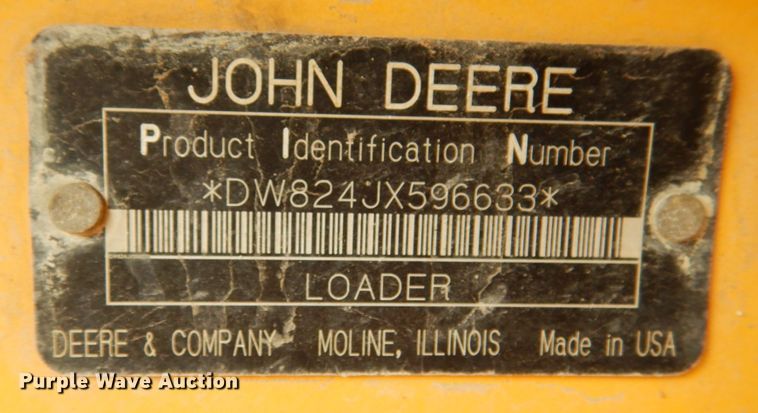 JOHN DEERE
Product Identification Number
*DW824JX596633*
LOADER
DEERE & COMPANY MOLINE, ILLINOIS Made in USA
Purple Wave Auction